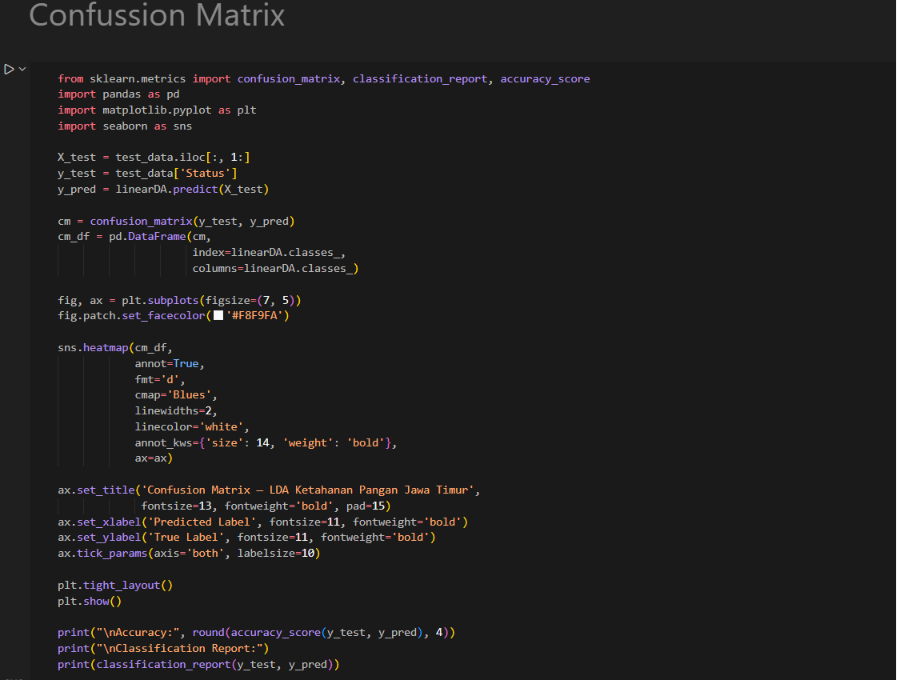 Confussion Matrix
from sklearn.metrics import confusion_matrix, classification_report, accuracy_score
import pandas as pd
import matplotlib.pyplot as plt
import seaborn as sns
X_test = test_data.iloc[:, 1:]
y_test = test_data['Status']
y_pred = linearDA.predict(X_test)
cm = confusion_matrix(y_test, y_pred)
cm_df = pd.DataFrame(cm,
index=linearDA.classes_,
columns=linearDA.classes_)
fig, ax = plt.subplots(figsize=(7, 5))
fig.patch.set_facecolor('#F8F9FA')
sns.heatmap(cm_df,
annot=True,
fmt='d',
cmap='Blues',
linewidths=2,
linecolor='white',
annot_kws={'size': 14, 'weight': 'bold'},
ax=ax)
ax.set_title('Confusion Matrix — LDA Ketahanan Pangan Jawa Timur',
fontsize=13, fontweight='bold', pad=15)
ax.set_xlabel('Predicted Label', fontsize=11, fontweight='bold')
ax.set_ylabel('True Label', fontsize=11, fontweight='bold')
ax.tick_params(axis='both', labelsize=10)
plt.tight_layout()
plt.show()
print("\nAccuracy:", round(accuracy_score(y_test, y_pred), 4))
print("\nClassification Report:")
print(classification_report(y_test, y_pred))